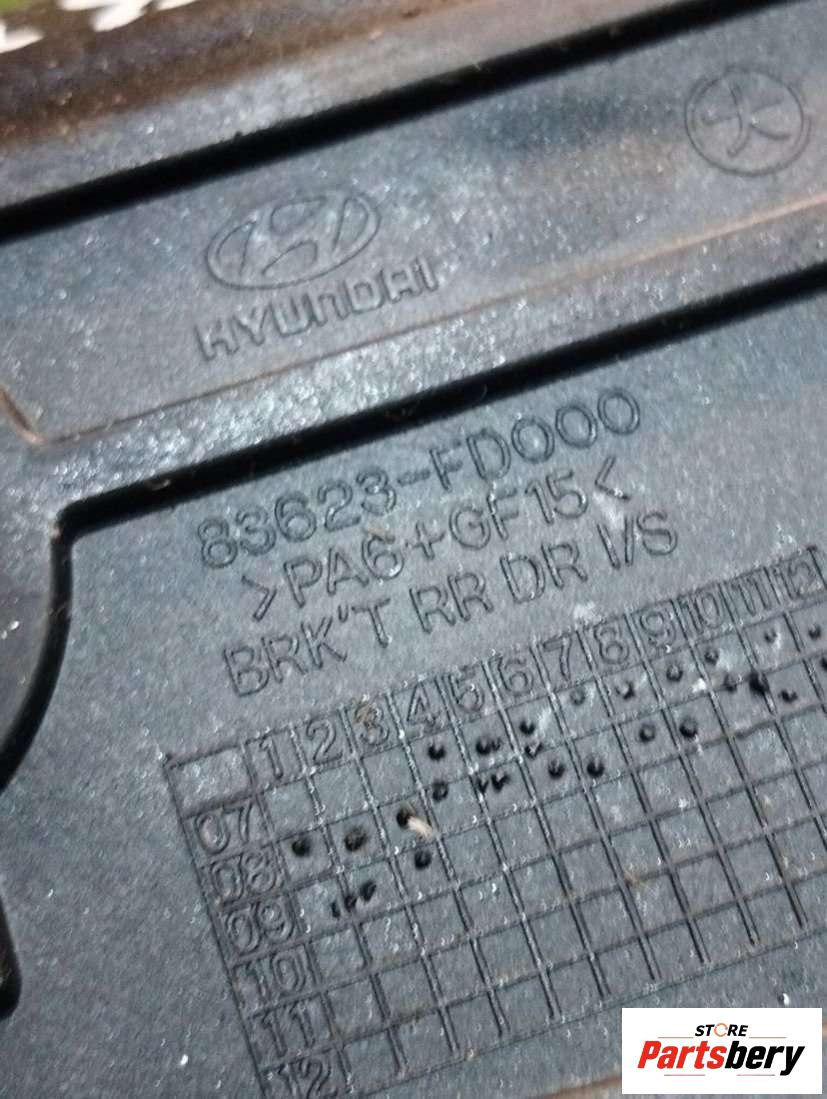 火
HYUNDAI
83623-FD000
>PA6+GF15<
BRK'T RR DR I/S
1 2 3 4 5 6 7 8 9 10 11 12
07
08
09
10
11
12
STORE
Partsbery